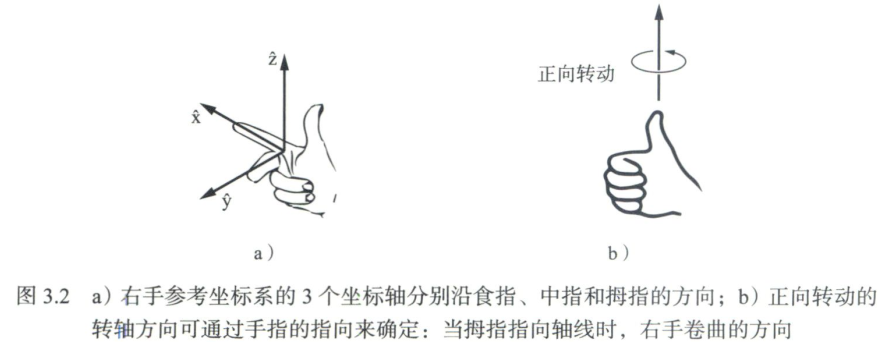 ẑ
x̂
ŷ
正向转动
a）
b）
图 3.2 a）右手参考坐标系的 3 个坐标轴分别沿食指、中指和拇指的方向；b）正向转动的
转轴方向可通过手指的指向来确定：当拇指指向轴线时，右手卷曲的方向